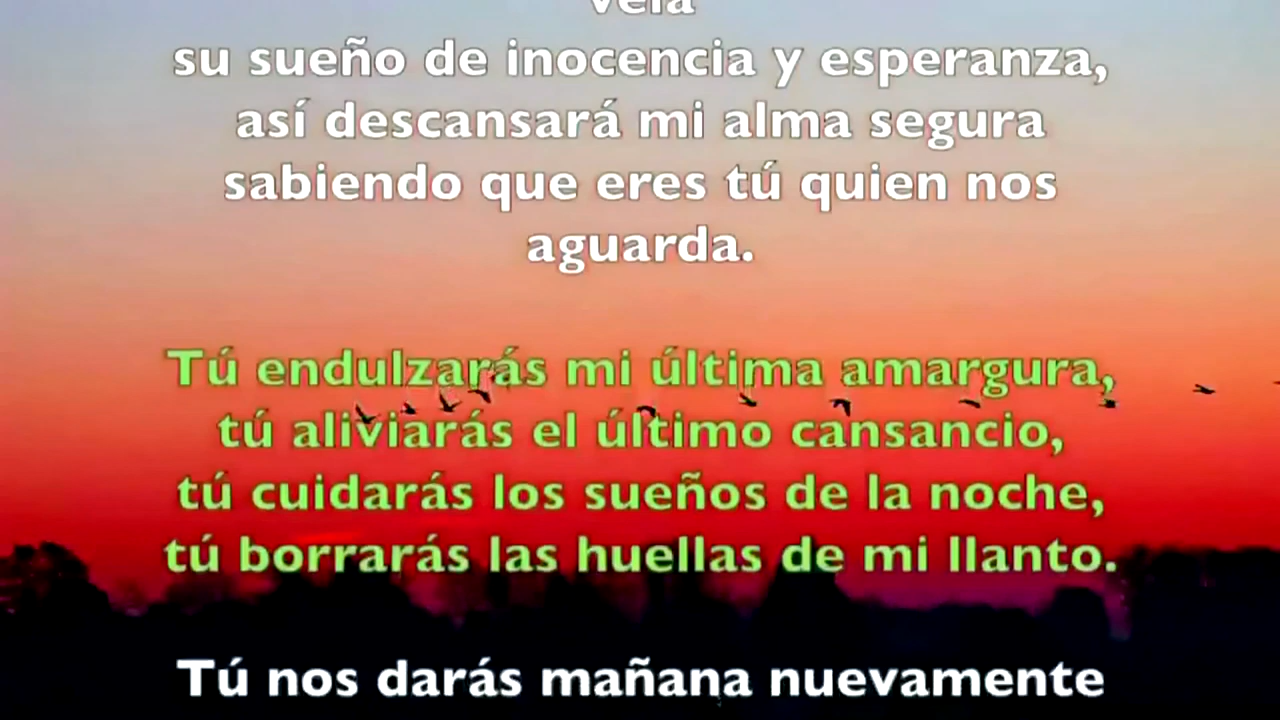 vela
su sueño de inocencia y esperanza,
así descansará mi alma segura
sabiendo que eres tú quien nos
aguarda.
Tú endulzarás mi última amargura,
tú aliviarás el último cansancio,
tú cuidarás los sueños de la noche,
tú borrarás las huellas de mi llanto.
Tú nos darás mañana nuevamente